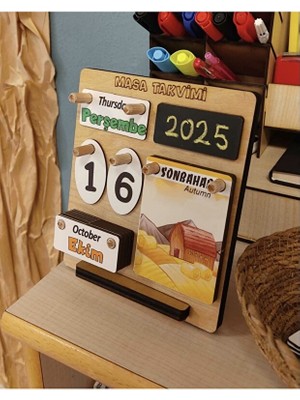 MASA TAKVİMİ
Thursday
Perşembe
2025
1 6
SONBAHAR
Autumn
October
Ekim